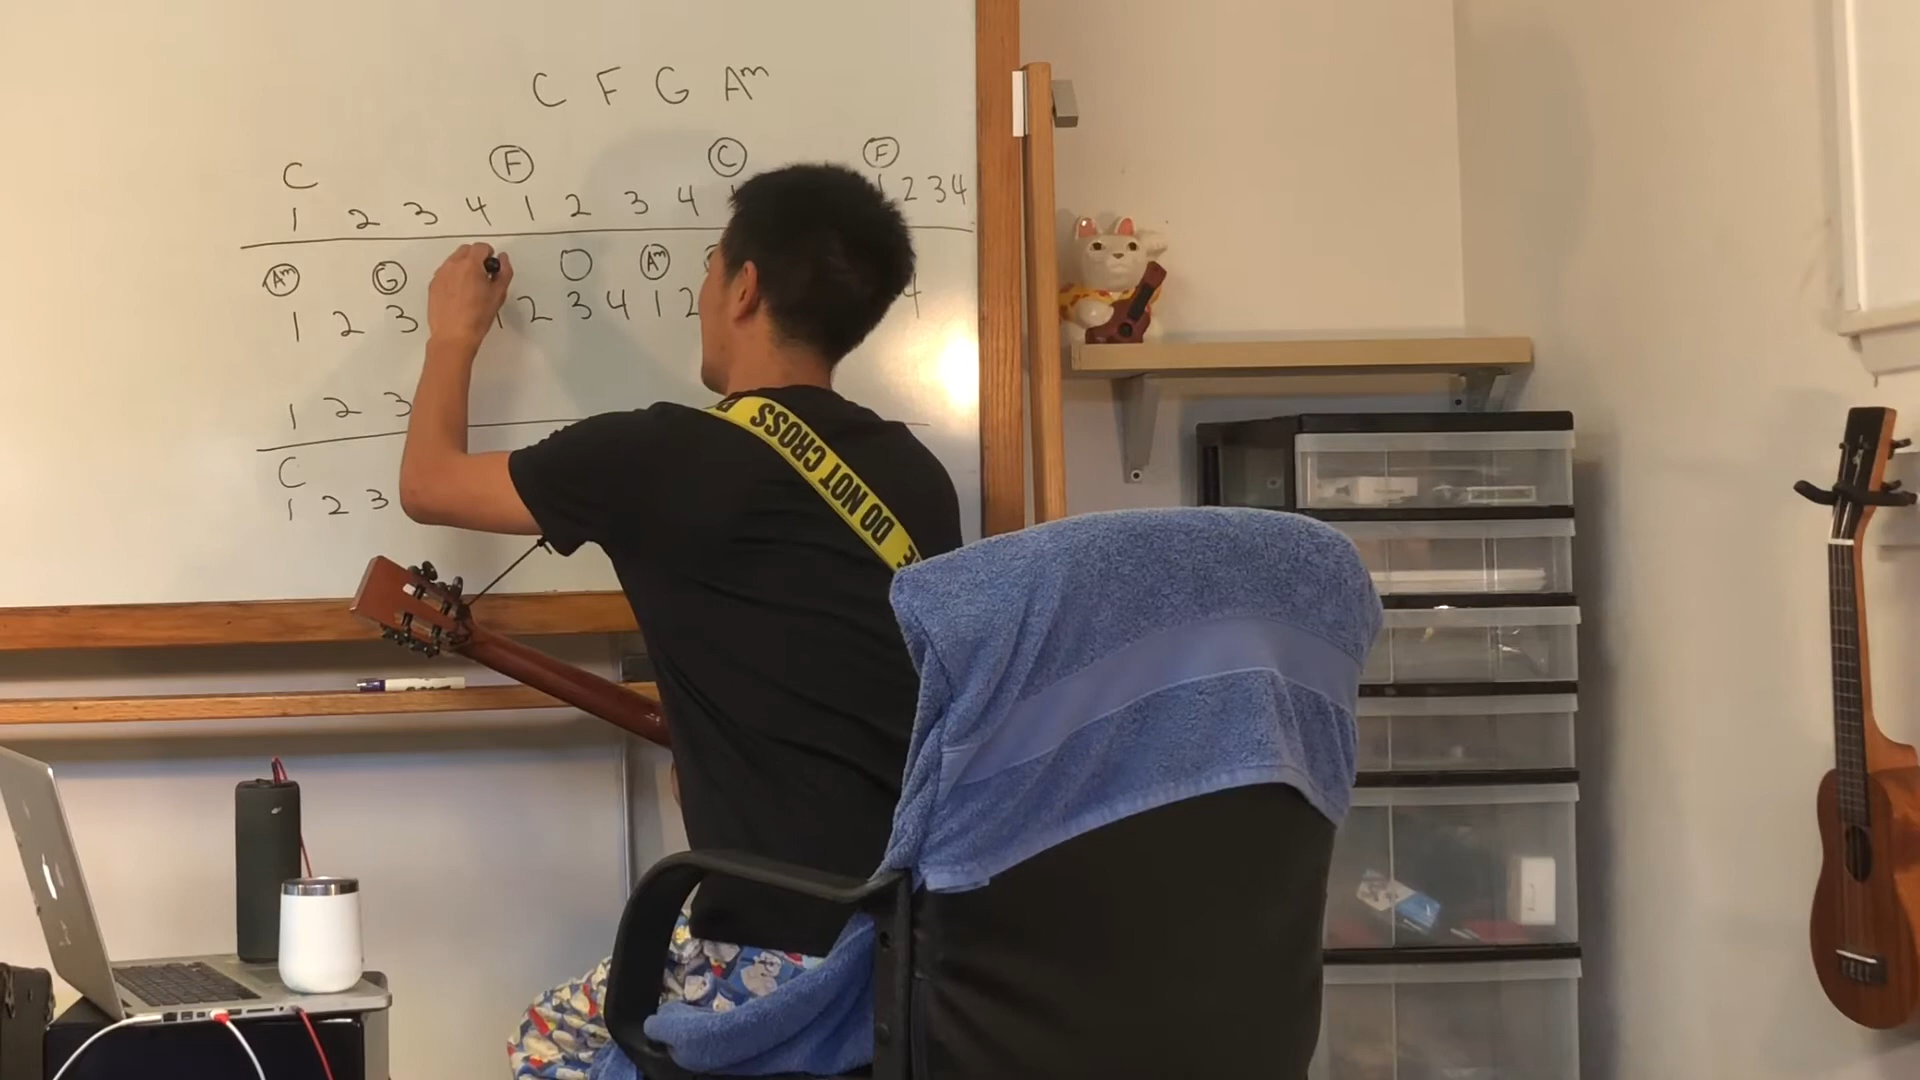 C F G Am
C F C F
1 2 3 4 1 2 3 4 1 1 2 3 4
Am G Am
1 2 3 1 2 3 4 1 2 4
1 2 3
C
1 2 3
DO NOT CROSS